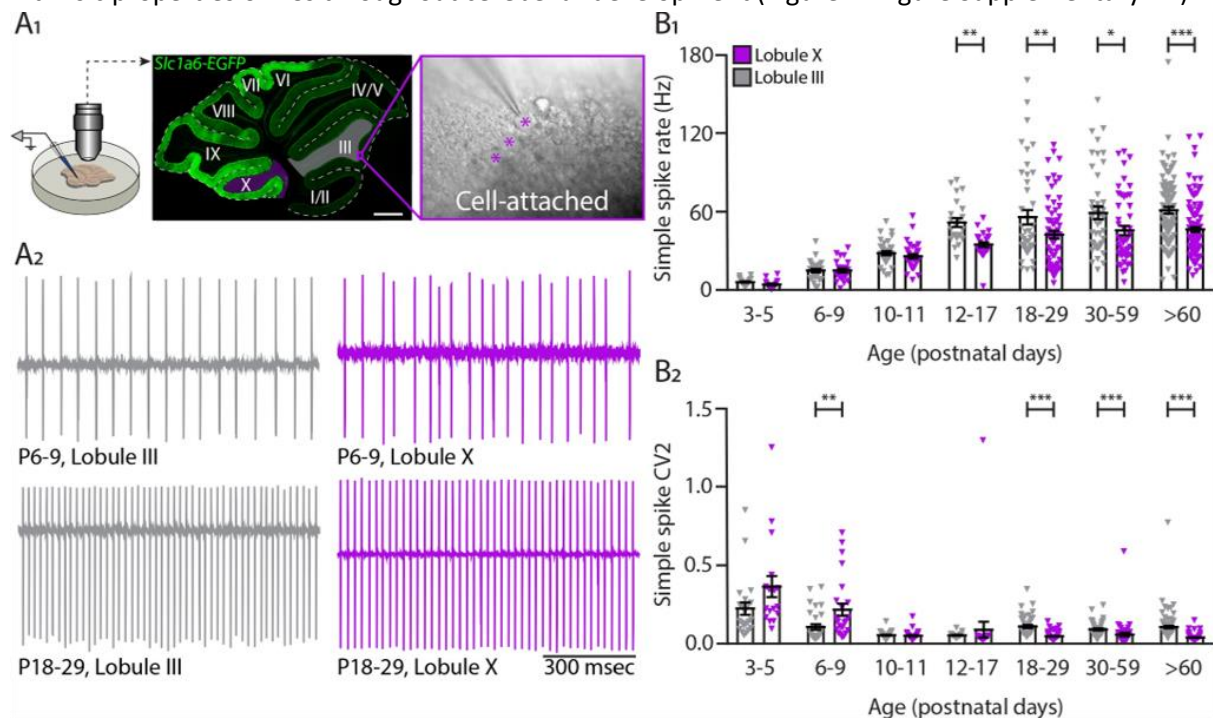 A1
Slc1a6-EGFP
VI
VII
VIII
IV/V
IX
III
X
I/II
Cell-attached
* * *
A2
P6-9, Lobule III
P6-9, Lobule X
P18-29, Lobule III
P18-29, Lobule X
300 msec
B1
Simple spike rate (Hz)
180
120
60
0
Lobule X
Lobule III
** ** * ***
3-5 6-9 10-11 12-17 18-29 30-59 >60
Age (postnatal days)
B2
Simple spike CV2
1.5
1.0
0.5
0.0
** *** *** ***
3-5 6-9 10-11 12-17 18-29 30-59 >60
Age (postnatal days)